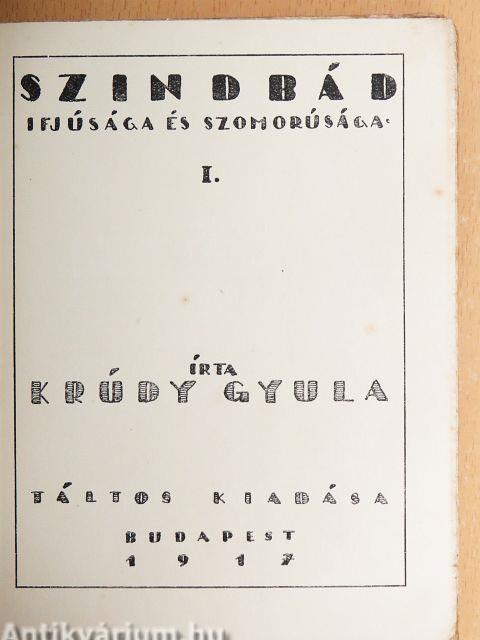 SZINDBÁD
IFJÚSÁGA ÉS SZOMORÚSÁGA
I.
ÍRTA
KRÚDY GYULA
TÁLTOS KIADÁSA
BUDAPEST
1917
Antikvárium.hu